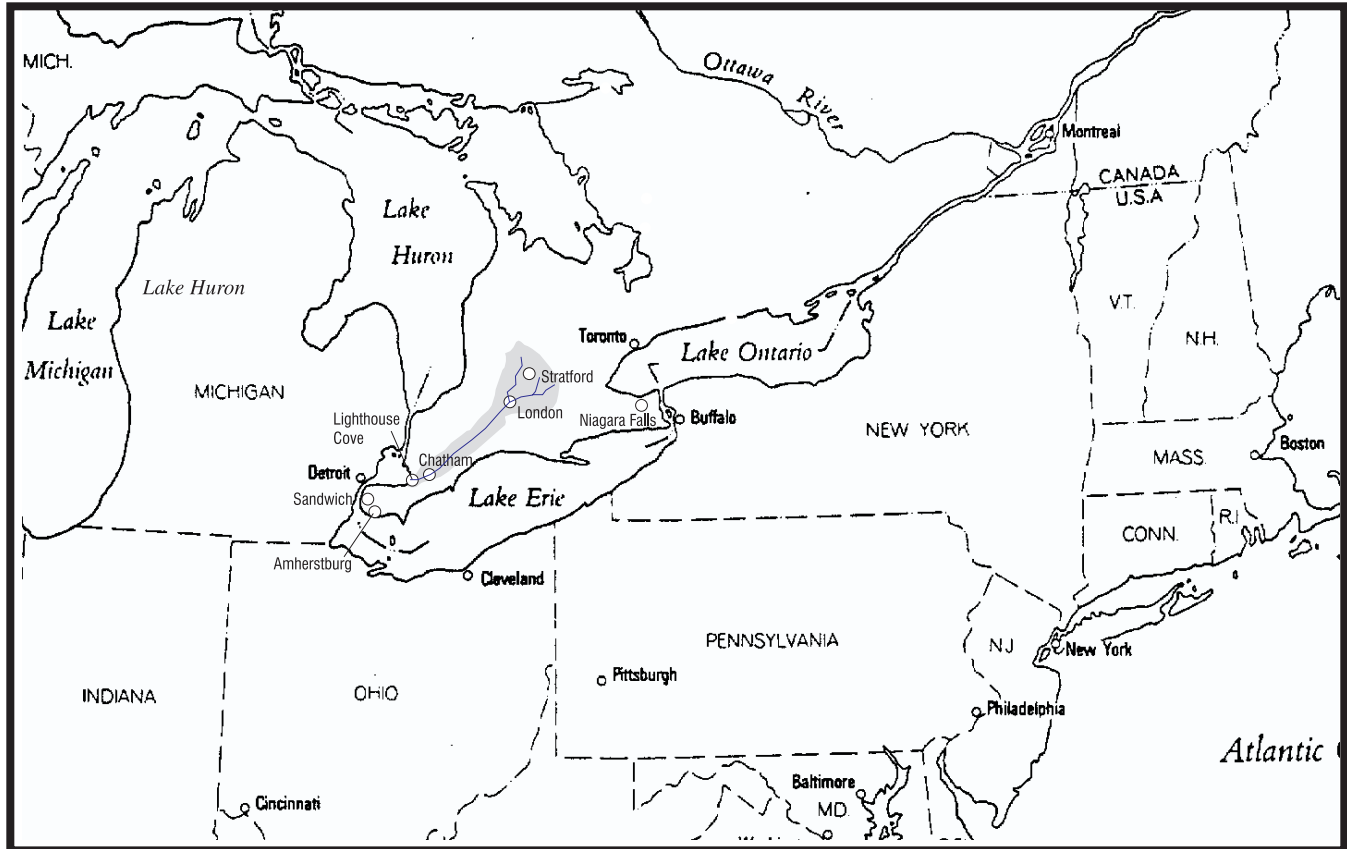 MICH.
Ottawa
River
Montreal
CANADA
U.S.A
Lake
Huron
Lake Huron
Lake
Michigan
MICHIGAN
V.T.
N.H.
Toronto
Lake Ontario
Stratford
London
Niagara Falls
Buffalo
NEW YORK
Lighthouse
Cove
Chatham
Detroit
Sandwich
Lake Erie
Amherstburg
Cleveland
Boston
MASS.
CONN.
R.I
PENNSYLVANIA
N.J
New York
Pittsburgh
INDIANA
OHIO
Philadelphia
Atlantic
Cincinnati
Baltimore
MD.